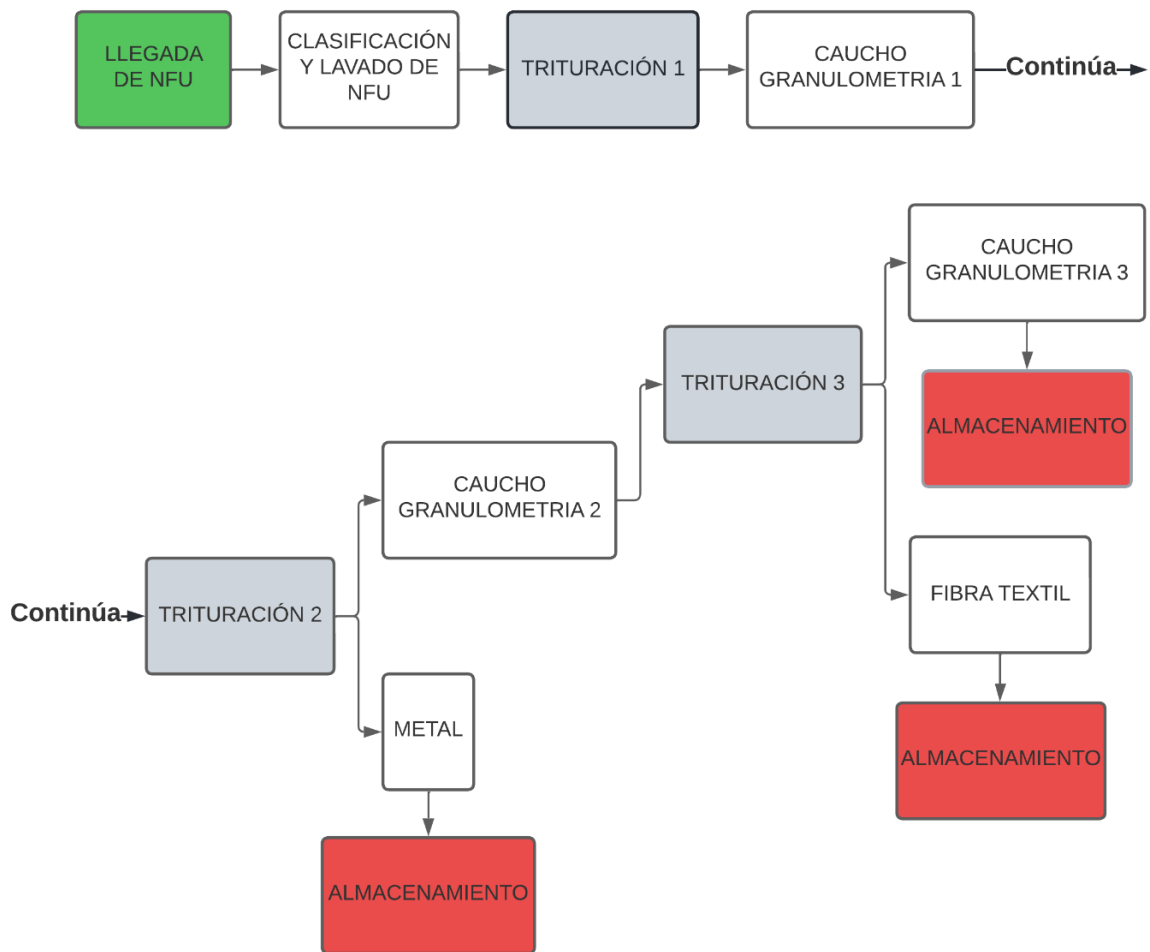 LLEGADA
DE NFU
CLASIFICACIÓN
Y LAVADO DE
NFU
TRITURACIÓN 1
CAUCHO
GRANULOMETRIA 1
Continúa
CAUCHO
GRANULOMETRIA 3
TRITURACIÓN 3
ALMACENAMIENTO
CAUCHO
GRANULOMETRIA 2
Continúa
TRITURACIÓN 2
FIBRA TEXTIL
METAL
ALMACENAMIENTO
ALMACENAMIENTO